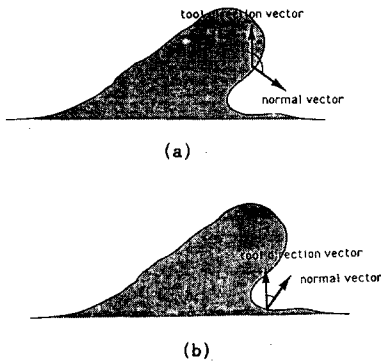 tool direction vector
normal vector
(a)
tool direction vector
normal vector
(b)